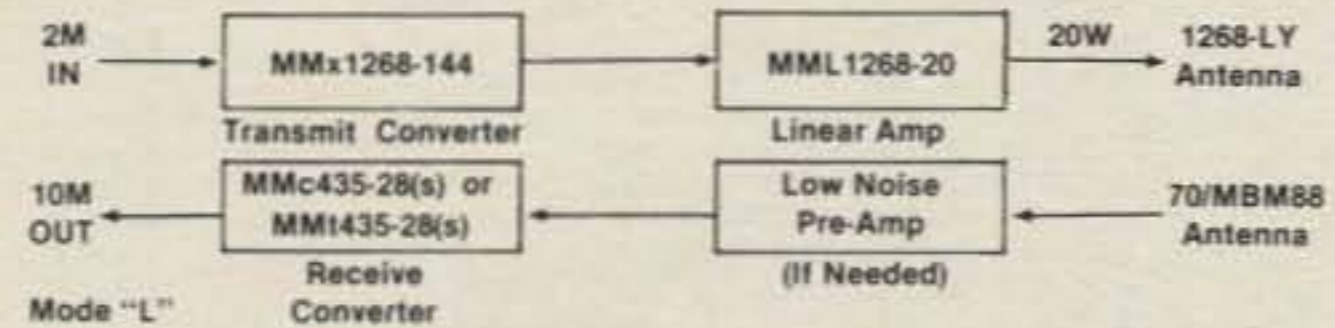 2M
IN
MMx1268-144
Transmit Converter
MML1268-20
Linear Amp
20W
1268-LY
Antenna
10M
OUT
MMc435-28(s) or
MMt435-28(s)
Receive
Converter
Low Noise
Pre-Amp
(If Needed)
70/MBM88
Antenna
Mode "L"